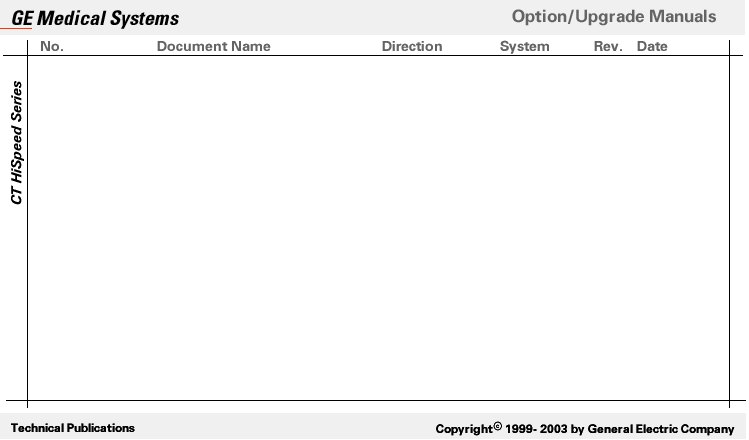 GE Medical Systems
Option/Upgrade Manuals
No. Document Name Direction System Rev. Date
CT HiSpeed Series
Technical Publications
Copyright© 1999- 2003 by General Electric Company